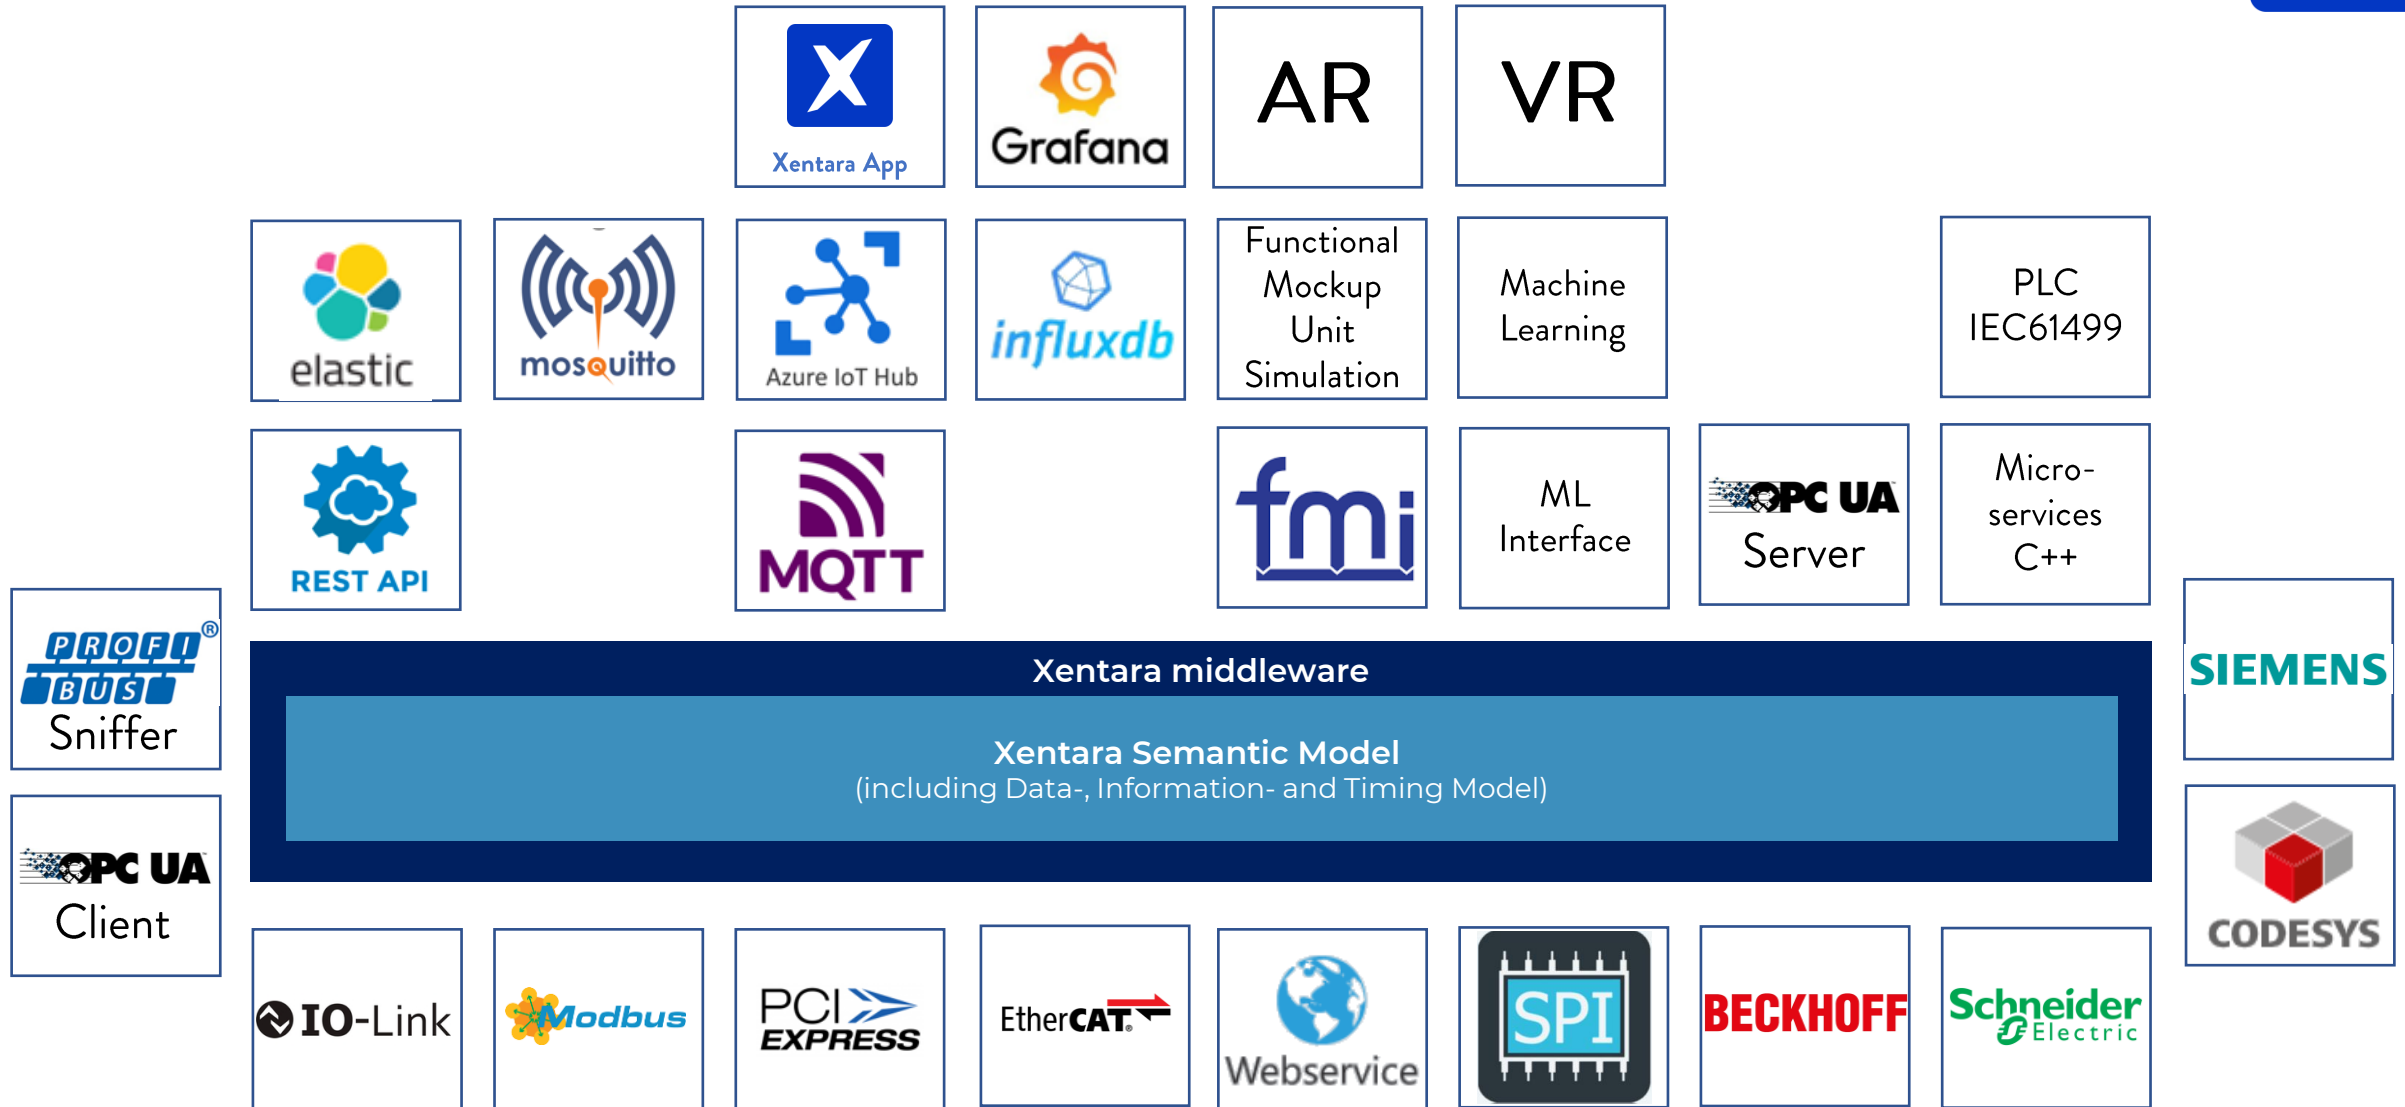 Xentara App
Grafana
AR
VR
elastic
mosquitto
Azure IoT Hub
influxdb
Functional
Mockup
Unit
Simulation
Machine
Learning
PLC
IEC61499
REST API
MQTT
fmi
ML
Interface
OPC UA
Server
Micro-
services
C++
PROFI®
BUS
Sniffer
Xentara middleware
Xentara Semantic Model
(including Data-, Information- and Timing Model)
SIEMENS
OPC UA
Client
CODESYS
IO-Link
Modbus
PCI
EXPRESS
EtherCAT®
Webservice
SPI
BECKHOFF
Schneider
Electric